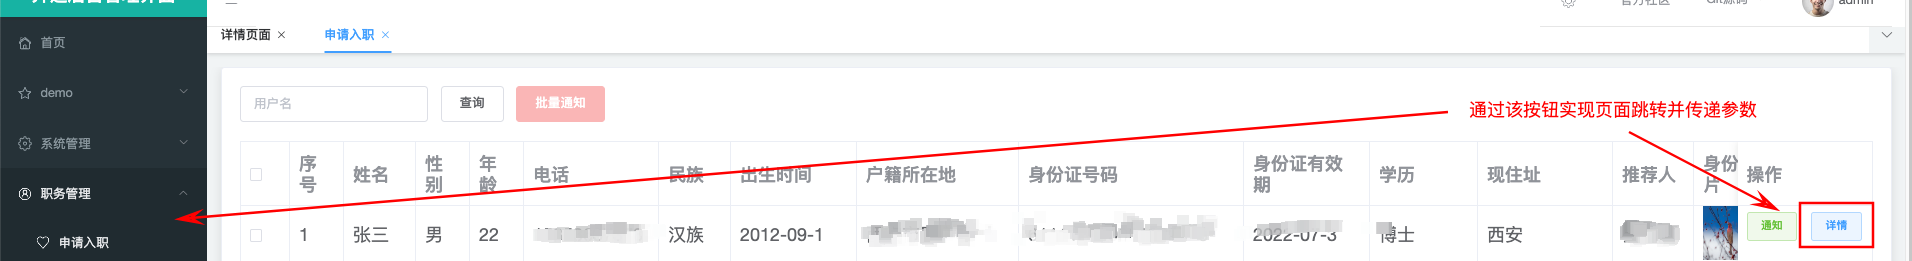 首页
demo
系统管理
职务管理
申请入职
官方社区
Git源码
admin
详情页面 ×
申请入职 ×
用户名
查询
批量通知
通过该按钮实现页面跳转并传递参数
序号
姓名
性别
年龄
电话
民族
出生时间
户籍所在地
身份证号码
身份证有效期
学历
现住址
推荐人
身份
片
操作
1
张三
男
22
汉族
2012-09-1
2022-07-3
博士
西安
通知
详情